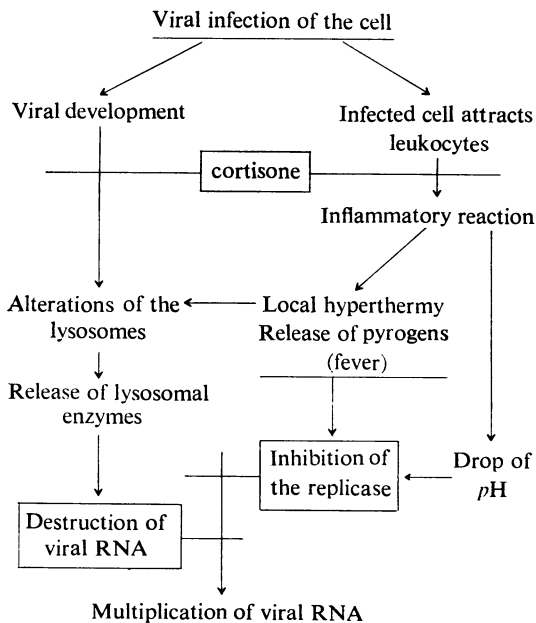 Viral infection of the cell
Viral development
Infected cell attracts
leukocytes
cortisone
Inflammatory reaction
Alterations of the
lysosomes
Local hyperthermy
Release of pyrogens
(fever)
Release of lysosomal
enzymes
Inhibition of
the replicase
Drop of
pH
Destruction of
viral RNA
Multiplication of viral RNA